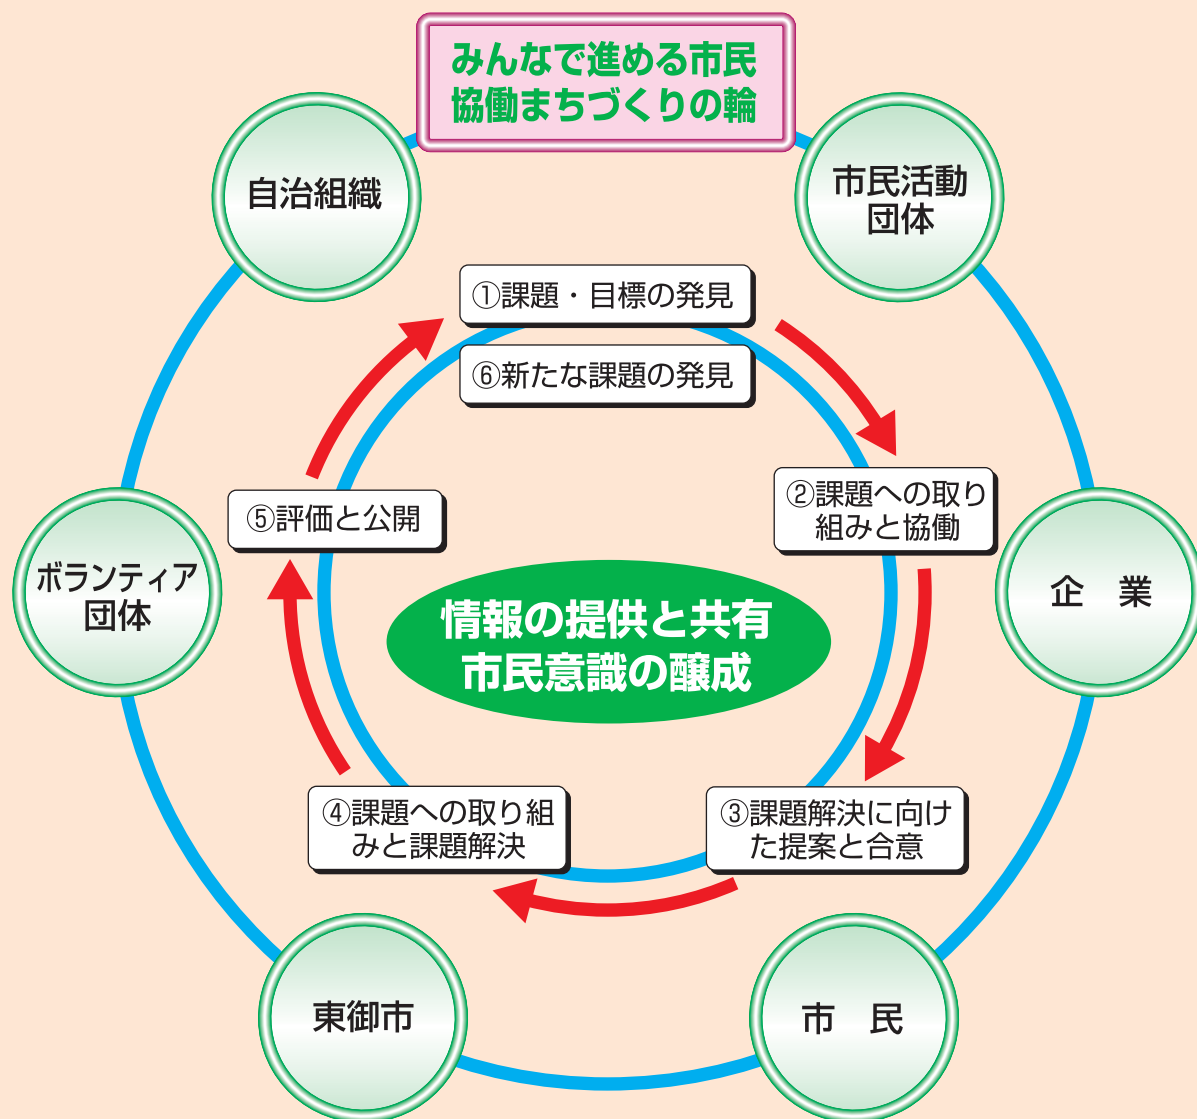 みんなで進める市民
協働まちづくりの輪
自治組織
市民活動
団体
①課題・目標の発見
⑥新たな課題の発見
②課題への取り
組みと協働
⑤評価と公開
ボランティア
団体
企　業
情報の提供と共有
市民意識の醸成
③課題解決に向け
た提案と合意
④課題への取り組
みと課題解決
東御市
市　民